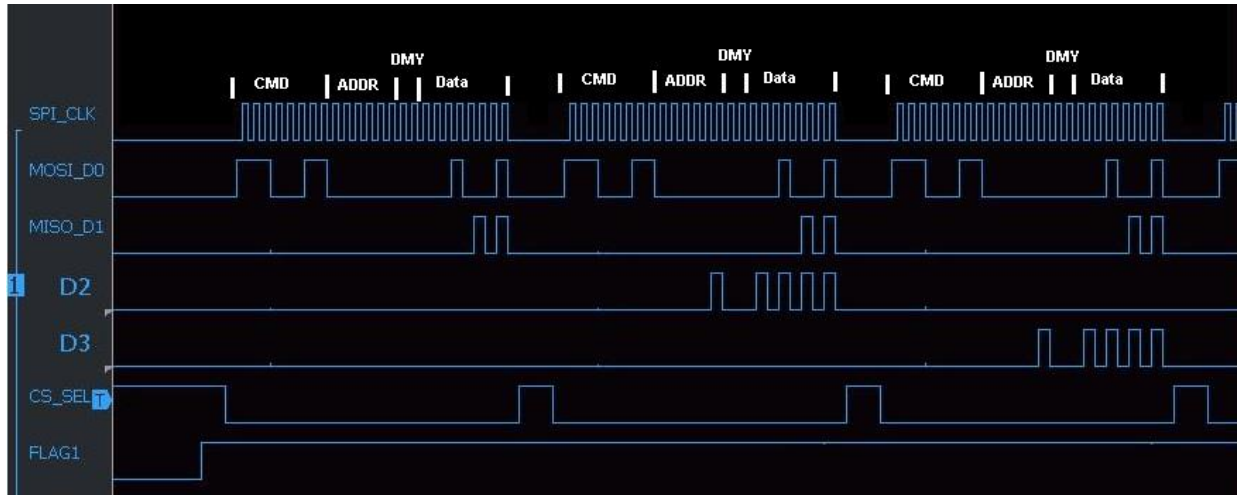 DMY DMY DMY
CMD ADDR Data CMD ADDR Data CMD ADDR Data
SPI_CLK
MOSI_D0
MISO_D1
1 D2
D3
CS_SEL T
FLAG1